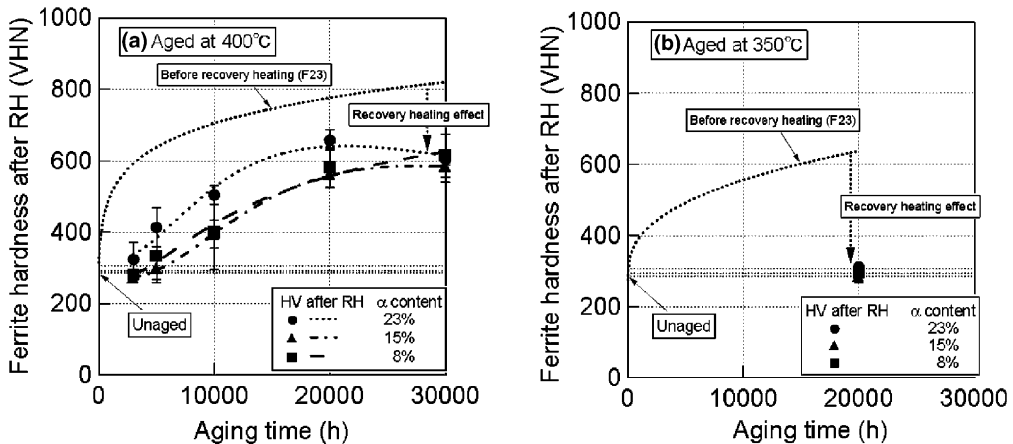 1000
800
600
400
200
0
Ferrite hardness after RH (VHN)
(a) Aged at 400℃
Before recovery heating (F23)
Recovery heating effect
Unaged
HV after RH α content
23%
15%
8%
0 10000 20000 30000
Aging time (h)
1000
800
600
400
200
0
Ferrite hardness after RH (VHN)
(b) Aged at 350℃
Before recovery heating (F23)
Recovery heating effect
Unaged
HV after RH α content
23%
15%
8%
0 10000 20000 30000
Aging time (h)